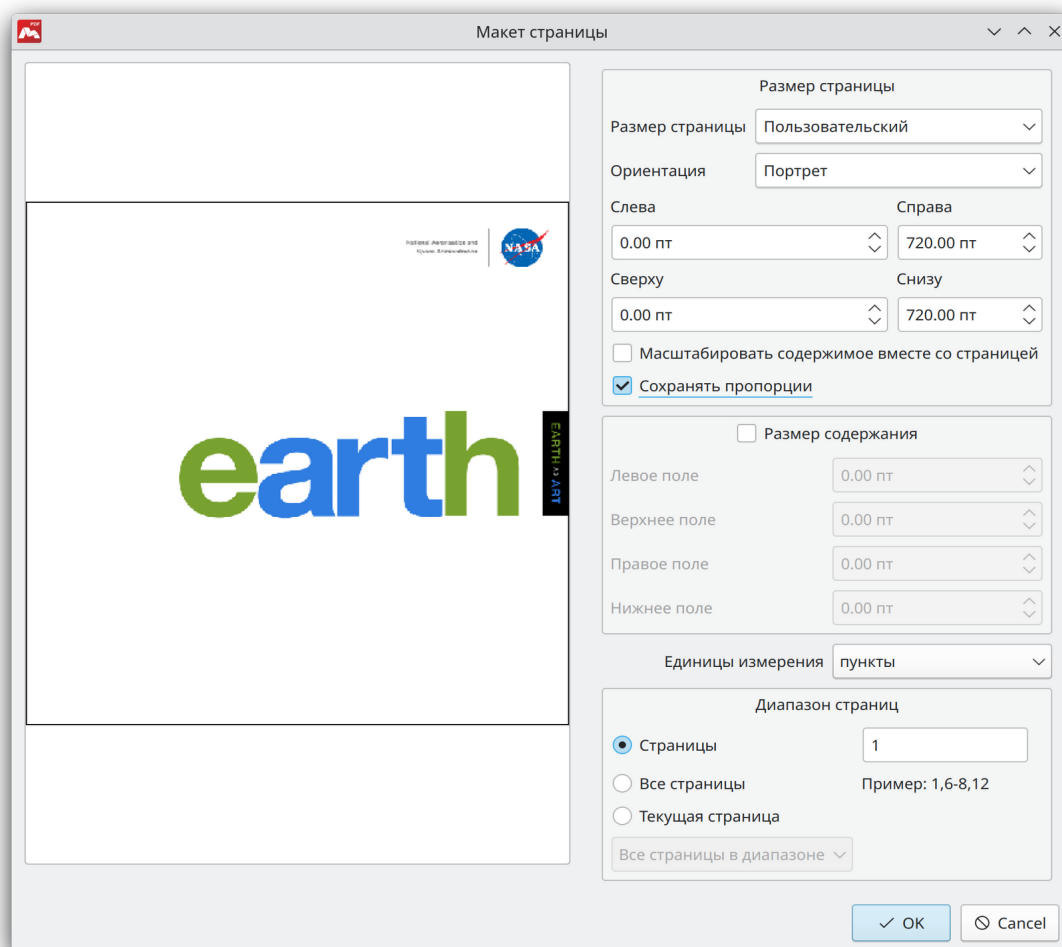 PDF
Макет страницы
National Aeronautics and
Space Administration
NASA
earth
EARTH AS ART
Размер страницы
Размер страницы Пользовательский
Ориентация Портрет
Слева Справа
0.00 пт 720.00 пт
Сверху Снизу
0.00 пт 720.00 пт
Масштабировать содержимое вместе со страницей
Сохранять пропорции
Размер содержания
Левое поле 0.00 пт
Верхнее поле 0.00 пт
Правое поле 0.00 пт
Нижнее поле 0.00 пт
Единицы измерения пункты
Диапазон страниц
Страницы 1
Все страницы Пример: 1,6-8,12
Текущая страница
Все страницы в диапазоне
OK Cancel